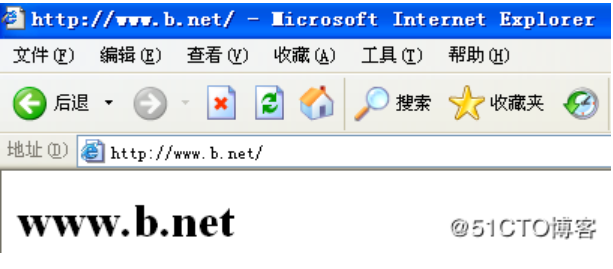 http://www.b.net/ - Microsoft Internet Explorer
文件(F) 编辑(E) 查看(V) 收藏(A) 工具(T) 帮助(H)
后退 搜索 收藏夹
地址(D) http://www.b.net/
www.b.net
@51CTO博客